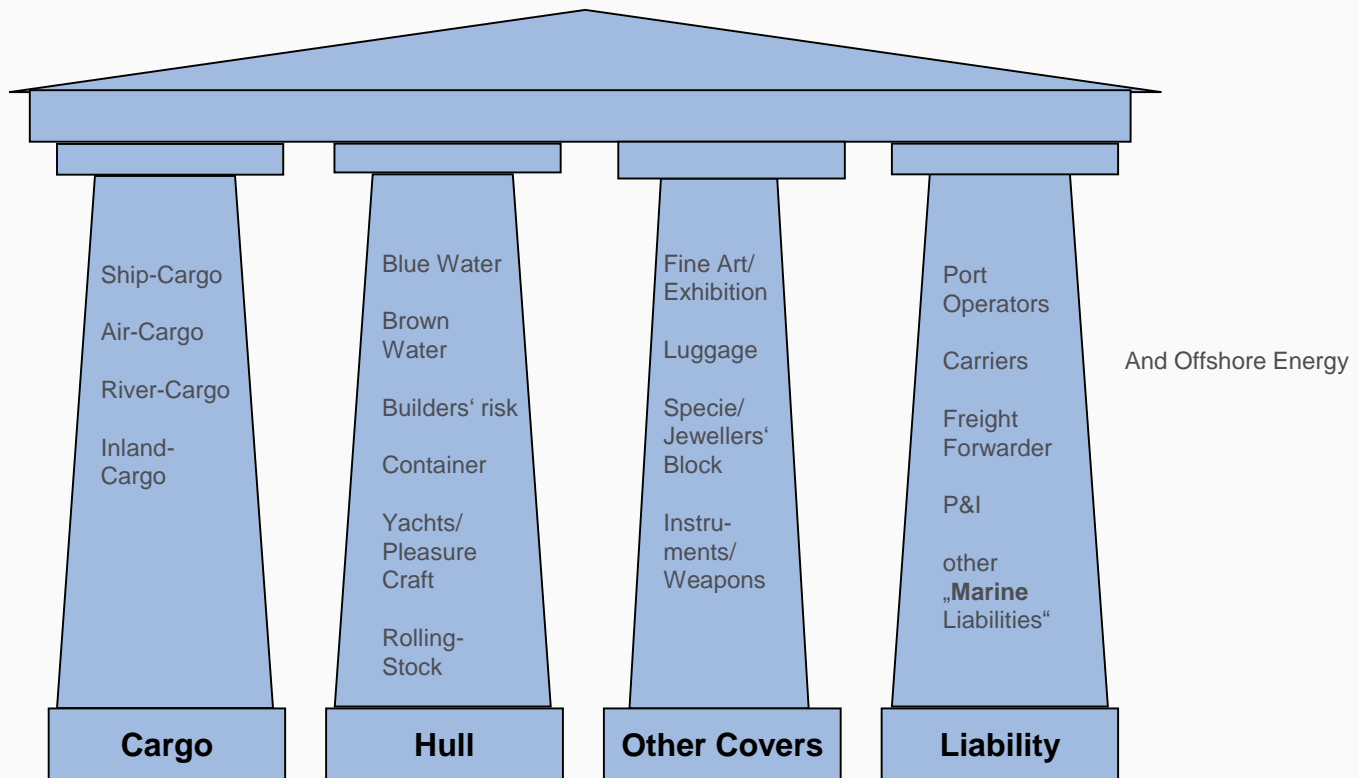 Ship-Cargo
Air-Cargo
River-Cargo
Inland-
Cargo
Cargo
Blue Water
Brown
Water
Builders‘ risk
Container
Yachts/
Pleasure
Craft
Rolling-
Stock
Hull
Fine Art/
Exhibition
Luggage
Specie/
Jewellers‘
Block
Instru-
ments/
Weapons
Other Covers
Port
Operators
Carriers
Freight
Forwarder
P&I
other
„Marine
Liabilities“
Liability
And Offshore Energy